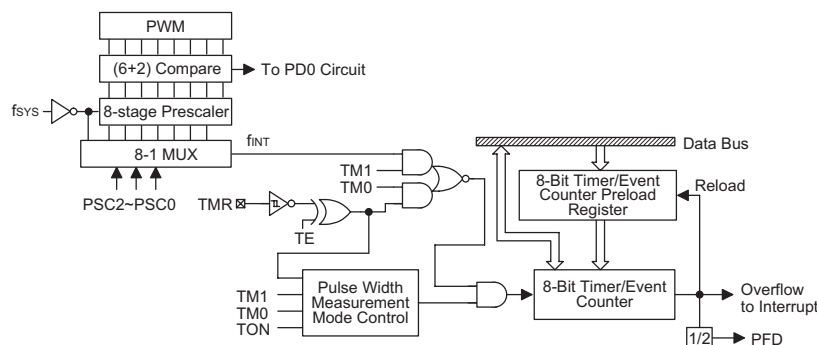 PWM
(6+2) Compare
To PD0 Circuit
fSYS
8-stage Prescaler
8-1 MUX
fINT
PSC2~PSC0
TM1
TM0
TMR
TE
Data Bus
8-Bit Timer/Event
Counter Preload
Register
Reload
TM1
TM0
TON
Pulse Width
Measurement
Mode Control
8-Bit Timer/Event
Counter
Overflow
to Interrupt
1/2
PFD